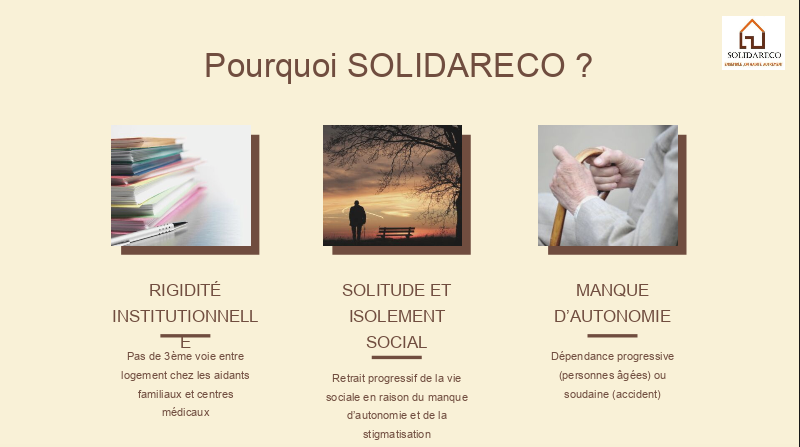 SOLIDARECO
Pourquoi SOLIDARECO ?
RIGIDITÉ
INSTITUTIONNELL
E
Pas de 3ème voie entre
logement chez les aidants
familiaux et centres
médicaux
SOLITUDE ET
ISOLEMENT
SOCIAL
Retrait progressif de la vie
sociale en raison du manque
d'autonomie et de la
stigmatisation
MANQUE
D'AUTONOMIE
Dépendance progressive
(personnes âgées) ou
soudaine (accident)